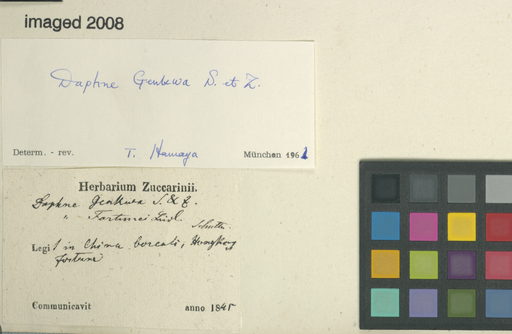 imaged 2008
Daphne Genkwa S. et Z.
Determ. - rev. T. Hamaya München 1961
Herbarium Zuccarinii.
Daphne Genkwa S. & Z.
" Fortunei Lindl.
Legit in China boreali, Hongkong
Fortune
Communicavit anno 1845